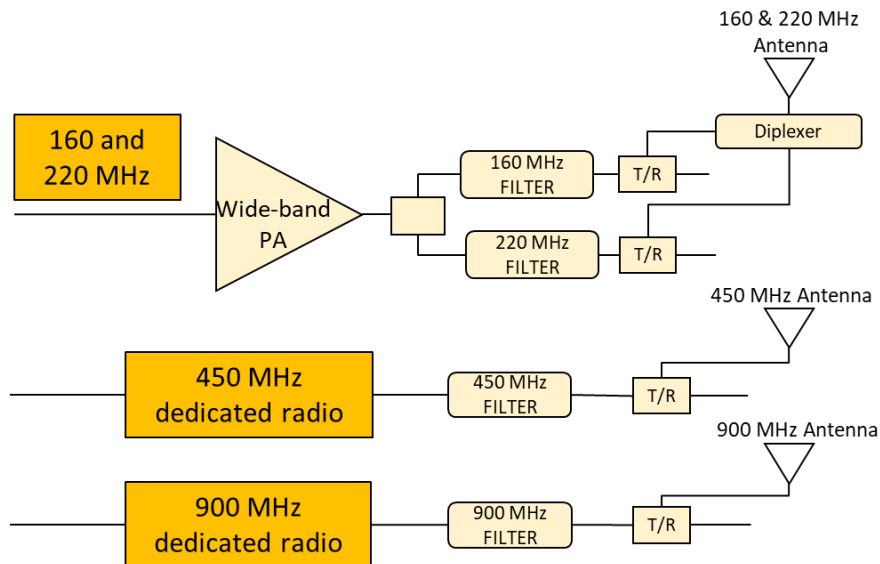 160 & 220 MHz
Antenna
160 and
220 MHz
Diplexer
160 MHz
FILTER
T/R
Wide-band
PA
220 MHz
FILTER
T/R
450 MHz Antenna
450 MHz
dedicated radio
450 MHz
FILTER
T/R
900 MHz Antenna
900 MHz
dedicated radio
900 MHz
FILTER
T/R